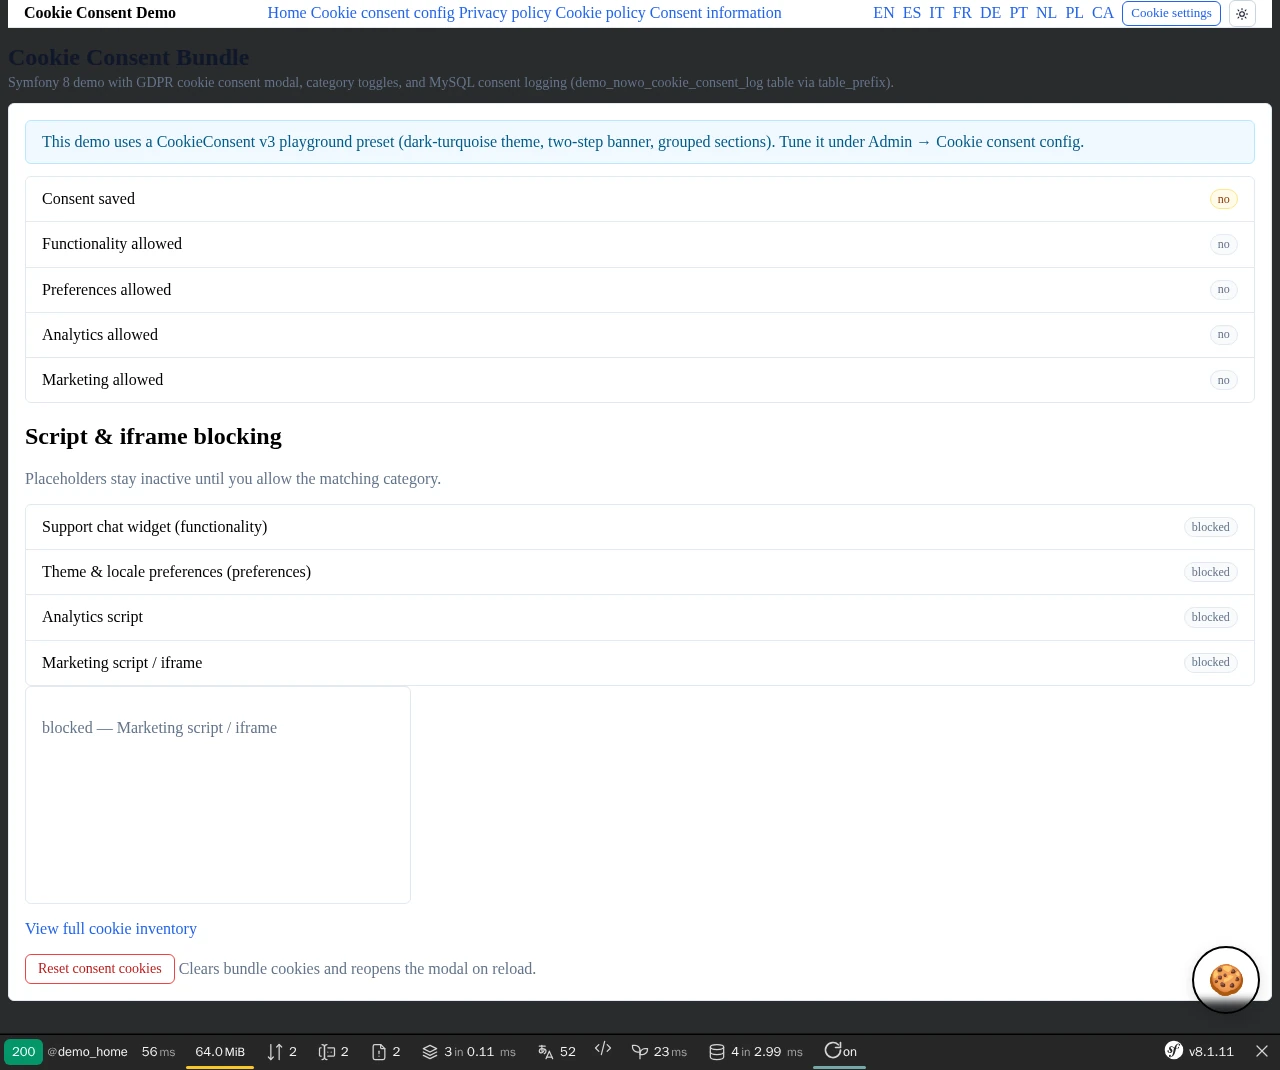 Cookie Consent Demo Home Cookie consent config Privacy policy Cookie policy Consent information EN ES IT FR DE PT NL PL CA Cookie settings
Cookie Consent Bundle
Symfony 8 demo with GDPR cookie consent modal, category toggles, and MySQL consent logging (demo_nowo_cookie_consent_log table via table_prefix).
This demo uses a CookieConsent v3 playground preset (dark-turquoise theme, two-step banner, grouped sections). Tune it under Admin → Cookie consent config.
Consent saved no
Functionality allowed no
Preferences allowed no
Analytics allowed no
Marketing allowed no
Script & iframe blocking
Placeholders stay inactive until you allow the matching category.
Support chat widget (functionality) blocked
Theme & locale preferences (preferences) blocked
Analytics script blocked
Marketing script / iframe blocked
blocked — Marketing script / iframe
View full cookie inventory
Reset consent cookies Clears bundle cookies and reopens the modal on reload.
200 @demo_home 56 ms 64.0 MiB 2 2 2 3 in 0.11 ms 52 23 ms 4 in 2.99 ms on sf v8.1.11